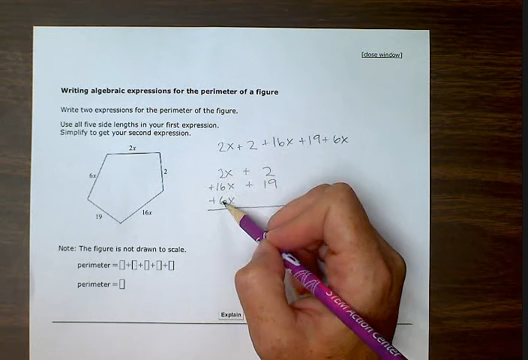 [close window]
Writing algebraic expressions for the perimeter of a figure
Write two expressions for the perimeter of the figure.
Use all five side lengths in your first expression.
Simplify to get your second expression.
2x + 2 + 16x + 19 + 6x
2x
6x
2
19
16x
2x + 2
+16x + 19
+6x
Note: The figure is not drawn to scale.
perimeter = □+□+□+□+□
perimeter = □
Explain
STEM Action Center